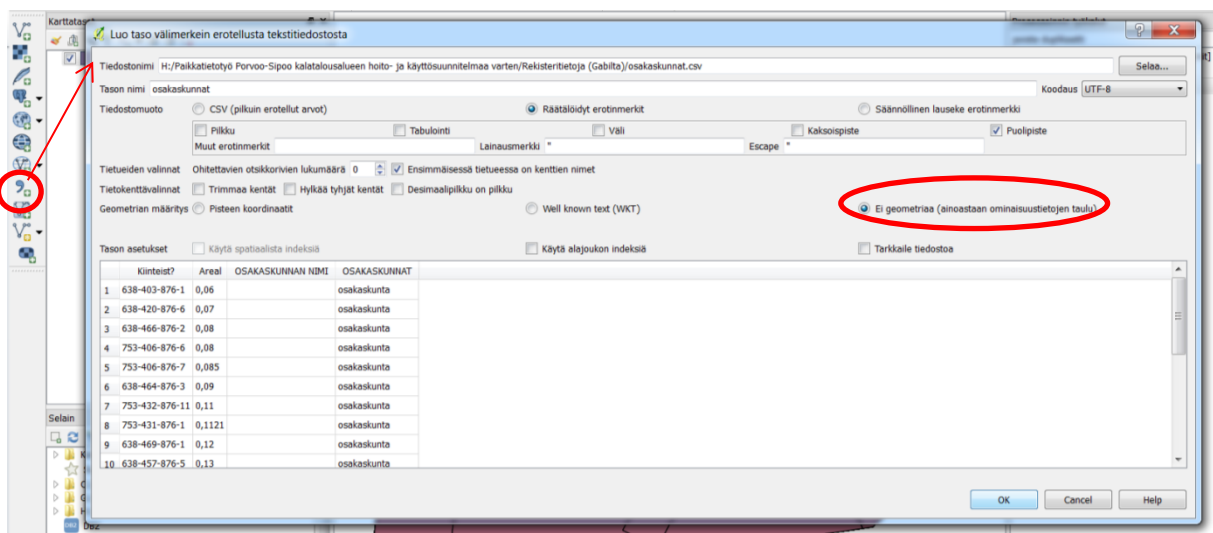 Karttataso
Luo taso välimerkein erotellusta tekstitiedostosta
Tiedostonimi H:/Paikkatietotyö Porvoo-Sipoo kalatalousalueen hoito- ja käyttösuunnitelmaa varten/Rekisteritietoja (Gabilta)/osakaskunnat.csv Selaa...
Tason nimi osakaskunnat Koodaus UTF-8
Tiedostomuoto CSV (pilkuin erotellut arvot) Räätälöidyt erotinmerkit Säännöllinen lauseke erotinmerkki
Pilkku Tabulointi Väli Kaksoispiste Puolipiste
Muut erotinmerkit Lainausmerkki " Escape "
Tietueiden valinnat Ohitettavien otsikkorivien lukumäärä 0 Ensimmäisessä tietueessa on kenttien nimet
Tietokenttävalinnat Trimmaa kentät Hylkää tyhjät kentät Desimaalipilkku on pilkku
Geometrian määritys Pisteen koordinaatit Well known text (WKT) Ei geometriaa (ainoastaan ominaisuustietojen taulu)
Tason asetukset Käytä spatiaalista indeksiä Käytä alajoukon indeksiä Tarkkaile tiedostoa
Kiinteist? Areal OSAKASKUNNAN NIMI OSAKASKUNNAT
1 638-403-876-1 0,06 osakaskunta
2 638-420-876-6 0,07 osakaskunta
3 638-466-876-2 0,08 osakaskunta
4 753-406-876-6 0,08 osakaskunta
5 753-406-876-7 0,085 osakaskunta
6 638-464-876-3 0,09 osakaskunta
7 753-432-876-11 0,11 osakaskunta
8 753-431-876-1 0,1121 osakaskunta
9 638-469-876-1 0,12 osakaskunta
10 638-457-876-5 0,13 osakaskunta
Selain
OK Cancel Help
DB2